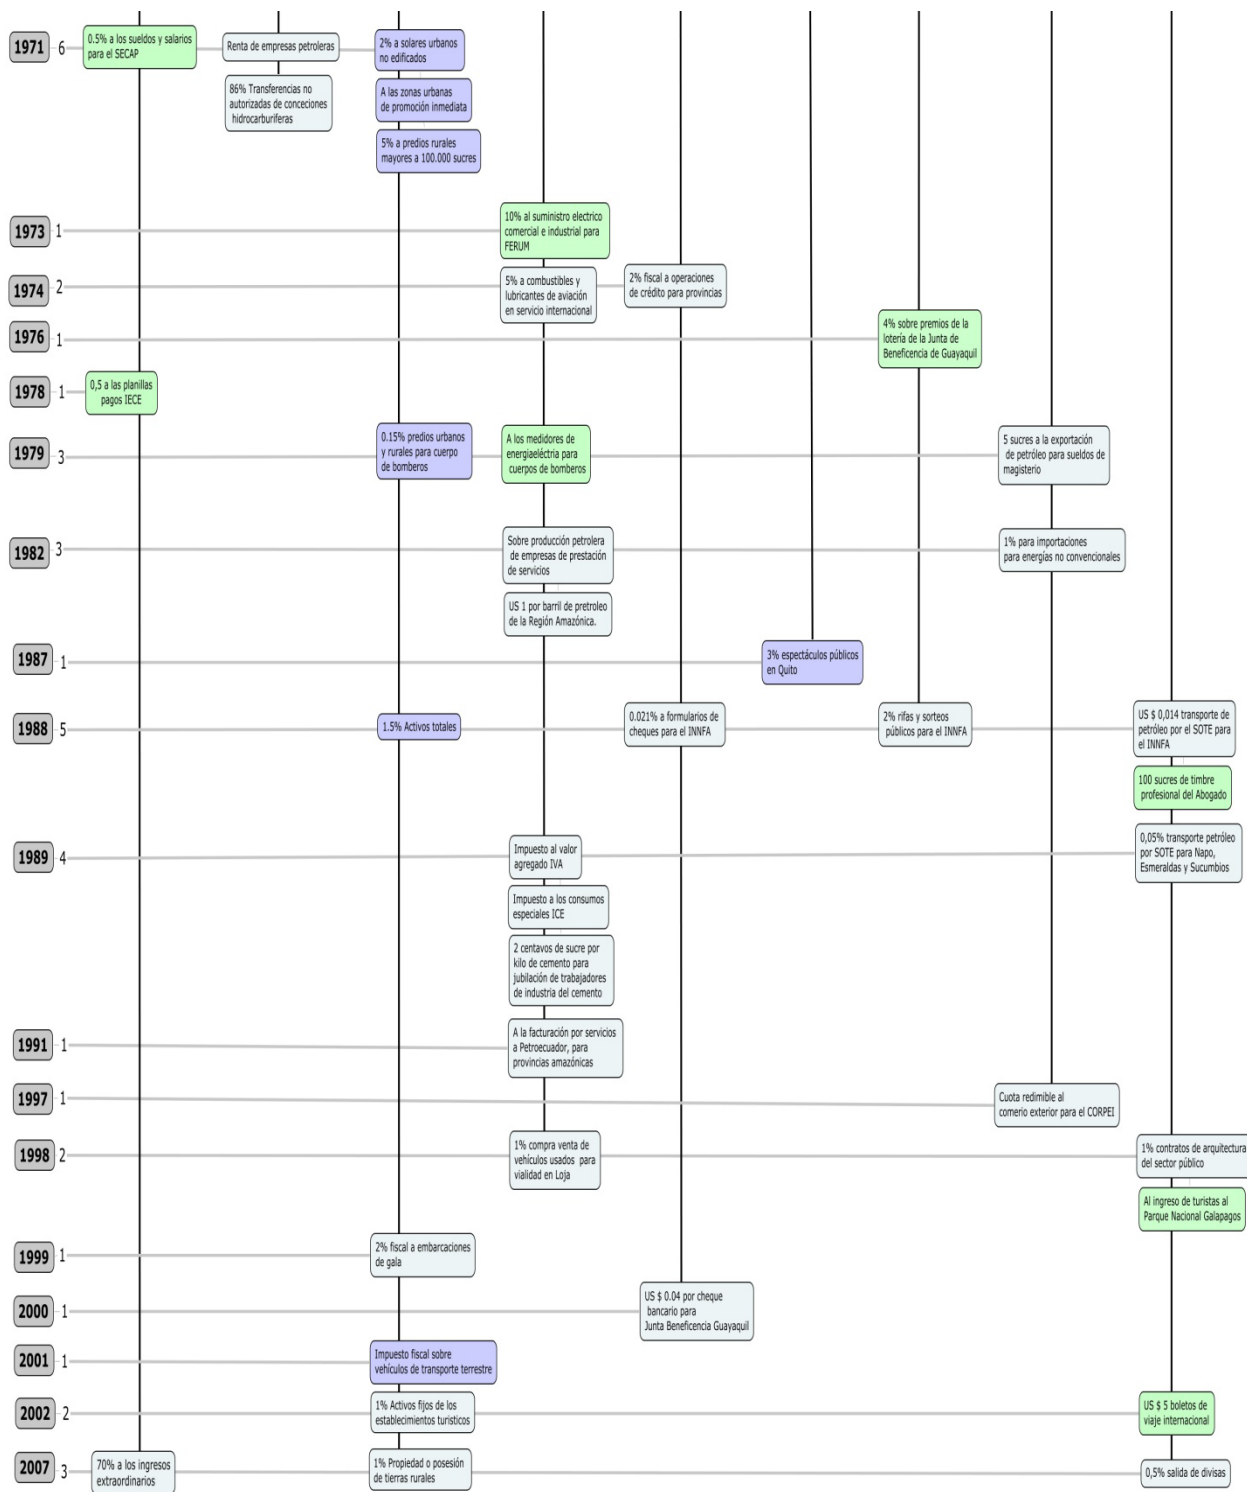 1971 6
0.5% a los sueldos y salarios
para el SECAP
Renta de empresas petroleras
86% Transferencias no
autorizadas de conceciones
hidrocarburiferas
2% a solares urbanos
no edificados
A las zonas urbanas
de promoción inmediata
5% a predios rurales
mayores a 100.000 sucres
1973 1
10% al suministro electrico
comercial e industrial para
FERUM
1974 2
5% a combustibles y
lubricantes de aviación
en servicio internacional
2% fiscal a operaciones
de crédito para provincias
1976 1
4% sobre premios de la
lotería de la Junta de
Beneficencia de Guayaquil
1978 1
0,5 a las planillas
pagos IECE
1979 3
0.15% predios urbanos
y rurales para cuerpo
de bomberos
A los medidores de
energiaeléctria para
cuerpos de bomberos
5 sucres a la exportación
de petróleo para sueldos de
magisterio
1982 3
Sobre producción petrolera
de empresas de prestación
de servicios
US 1 por barril de pretroleo
de la Región Amazónica.
1% para importaciones
para energías no convencionales
1987 1
3% espectáculos públicos
en Quito
1988 5
1.5% Activos totales
0.021% a formularios de
cheques para el INNFA
2% rifas y sorteos
públicos para el INNFA
US $ 0,014 transporte de
petróleo por el SOTE para
el INNFA
100 sucres de timbre
profesional del Abogado
1989 4
Impuesto al valor
agregado IVA
Impuesto a los consumos
especiales ICE
2 centavos de sucre por
kilo de cemento para
jubilación de trabajadores
de industria del cemento
0,05% transporte petróleo
por SOTE para Napo,
Esmeraldas y Sucumbios
1991 1
A la facturación por servicios
a Petroecuador, para
provincias amazónicas
1997 1
Cuota redimible al
comerio exterior para el CORPEI
1998 2
1% compra venta de
vehículos usados para
vialidad en Loja
1% contratos de arquitectura
del sector público
Al ingreso de turistas al
Parque Nacional Galapagos
1999 1
2% fiscal a embarcaciones
de gala
2000 1
US $ 0.04 por cheque
bancario para
Junta Beneficencia Guayaquil
2001 1
Impuesto fiscal sobre
vehículos de transporte terrestre
2002 2
1% Activos fijos de los
establecimientos turisticos
US $ 5 boletos de
viaje internacional
2007 3
70% a los ingresos
extraordinarios
1% Propiedad o posesión
de tierras rurales
0,5% salida de divisas